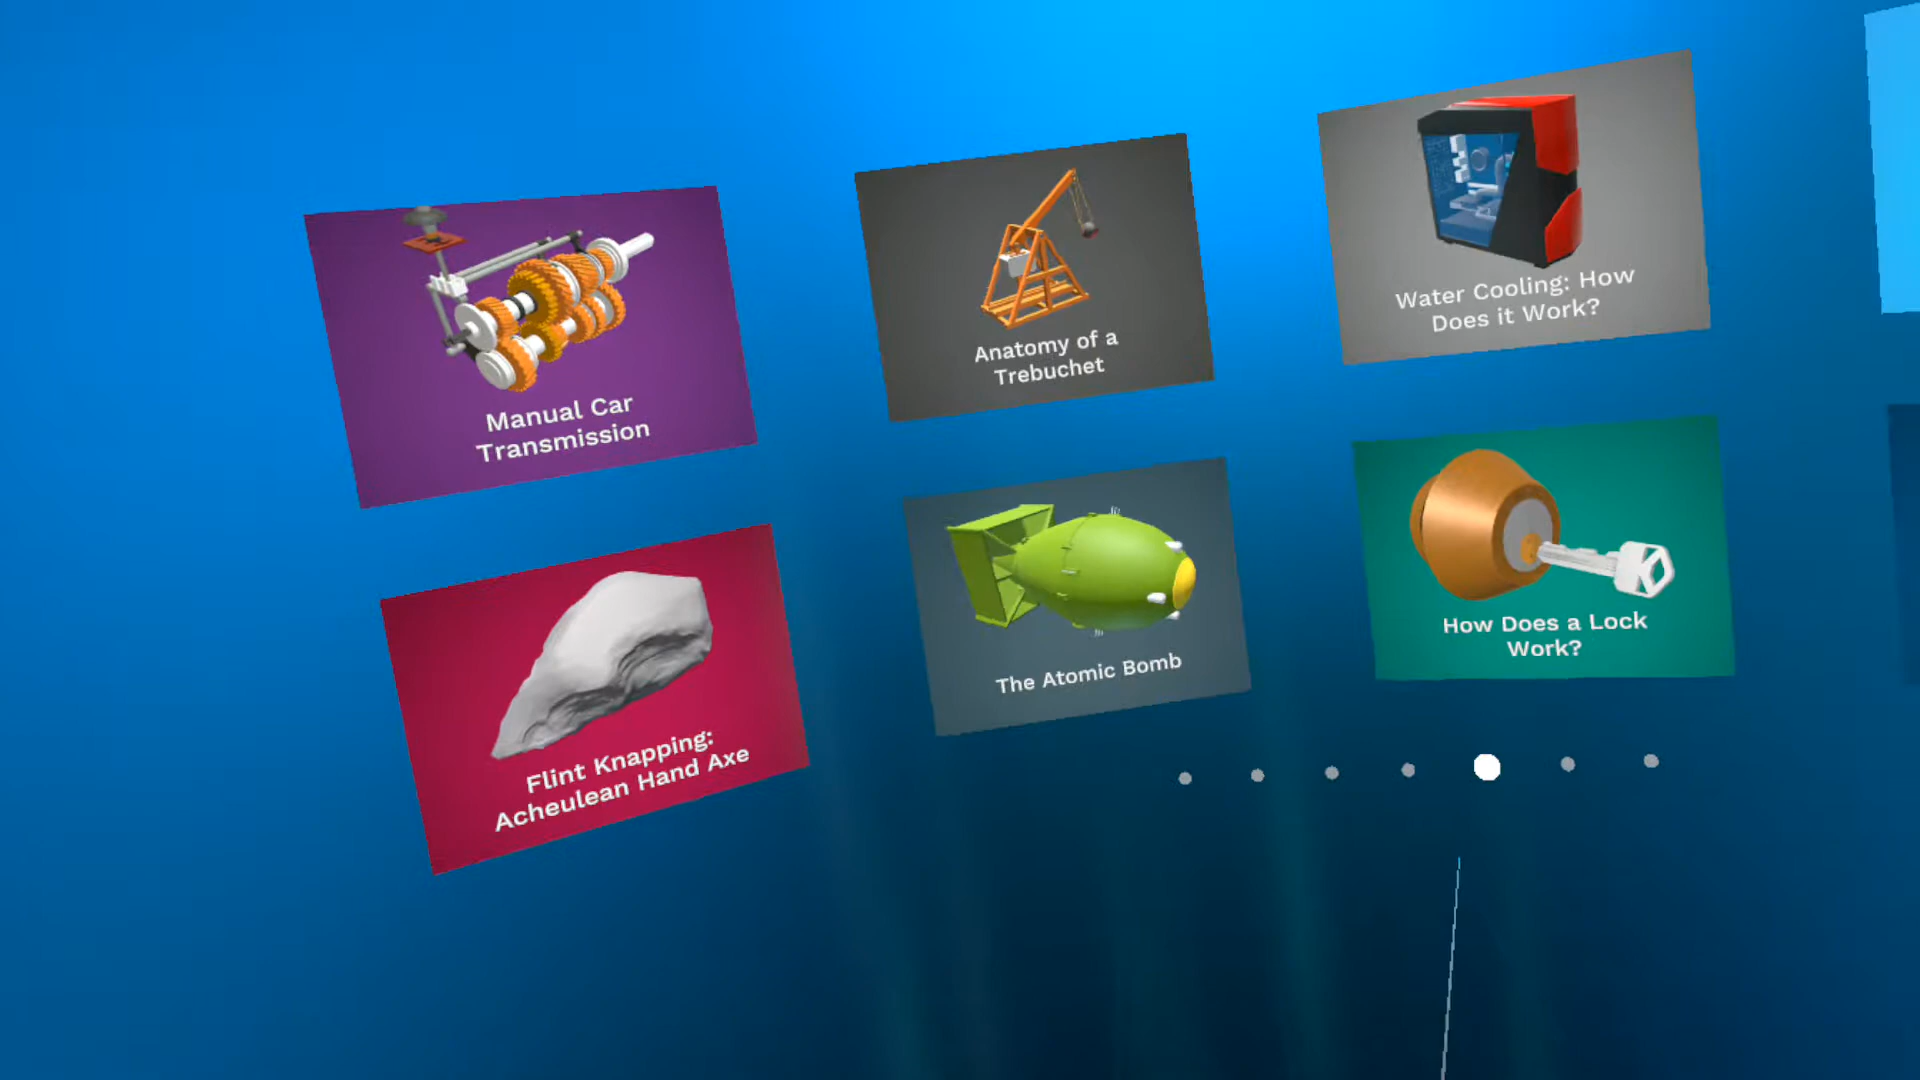 Manual Car
Transmission
Anatomy of a
Trebuchet
Water Cooling: How
Does it Work?
Flint Knapping:
Acheulean Hand Axe
The Atomic Bomb
How Does a Lock
Work?